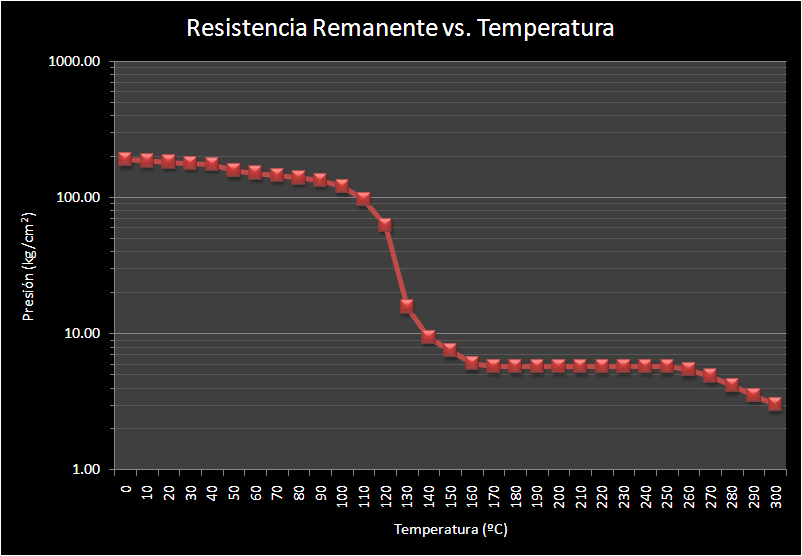 Resistencia Remanente vs. Temperatura
1000.00
100.00
10.00
1.00
Presión (kg/cm²)
0 10 20 30 40 50 60 70 80 90 100 110 120 130 140 150 160 170 180 190 200 210 220 230 240 250 260 270 280 290 300
Temperatura (ºC)